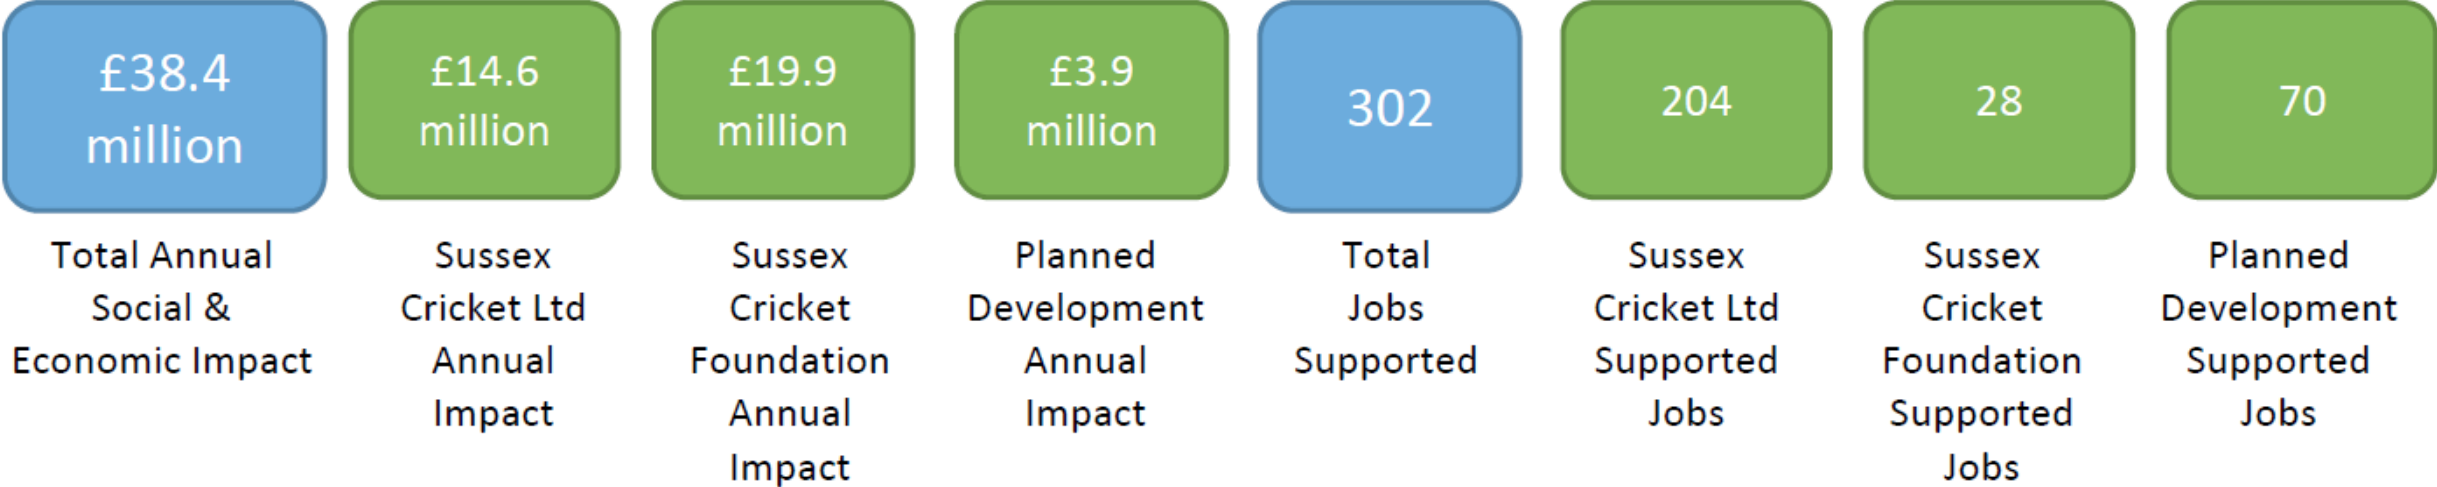 £38.4
million
£14.6
million
£19.9
million
£3.9
million
302
204
28
70
Total Annual
Social &
Economic Impact
Sussex
Cricket Ltd
Annual
Impact
Sussex
Cricket
Foundation
Annual
Impact
Planned
Development
Annual
Impact
Total
Jobs
Supported
Sussex
Cricket Ltd
Supported
Jobs
Sussex
Cricket
Foundation
Supported
Jobs
Planned
Development
Supported
Jobs